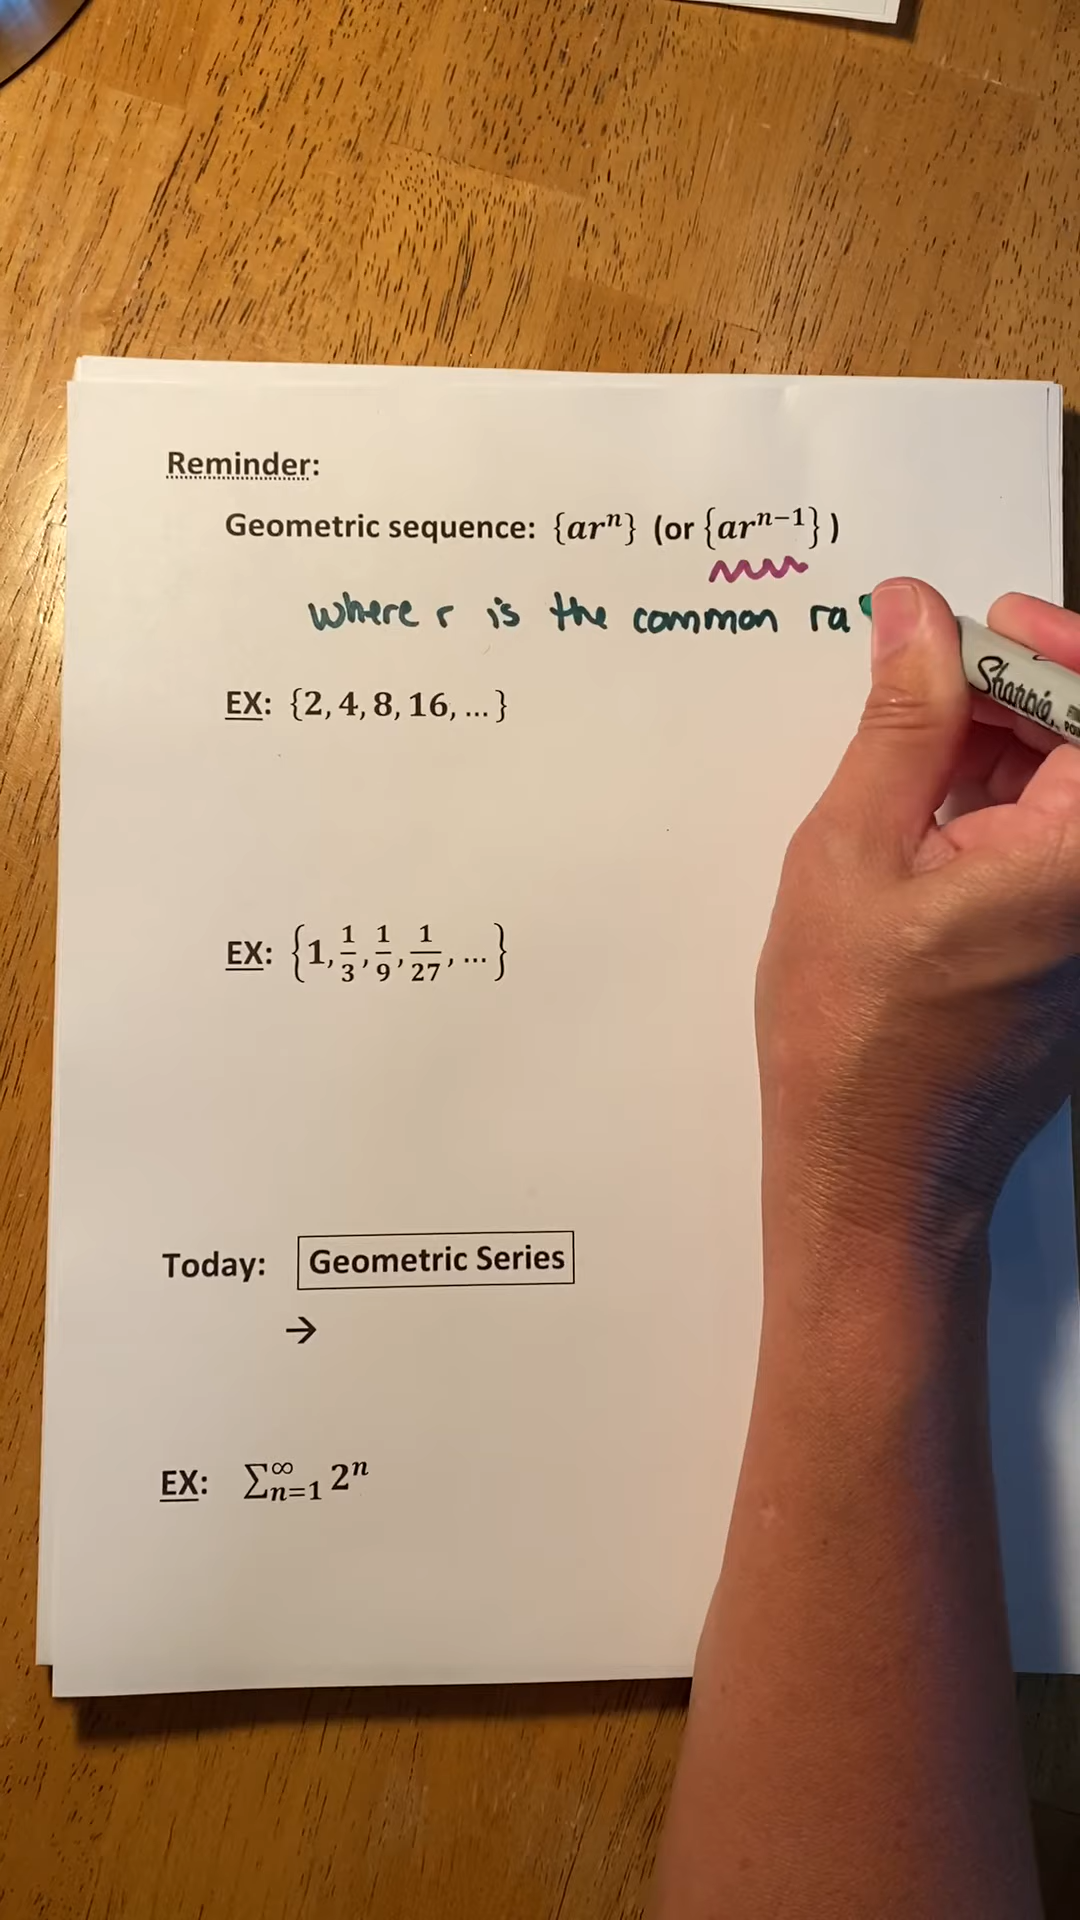 Reminder:
Geometric sequence: {arⁿ} (or {arⁿ⁻¹})
where r is the common ra
Sharpie
EX: {2, 4, 8, 16, ... }
EX: {1, 1/3, 1/9, 1/27, ... }
Today: Geometric Series
→
EX: ∑_{n=1}^{∞} 2ⁿ